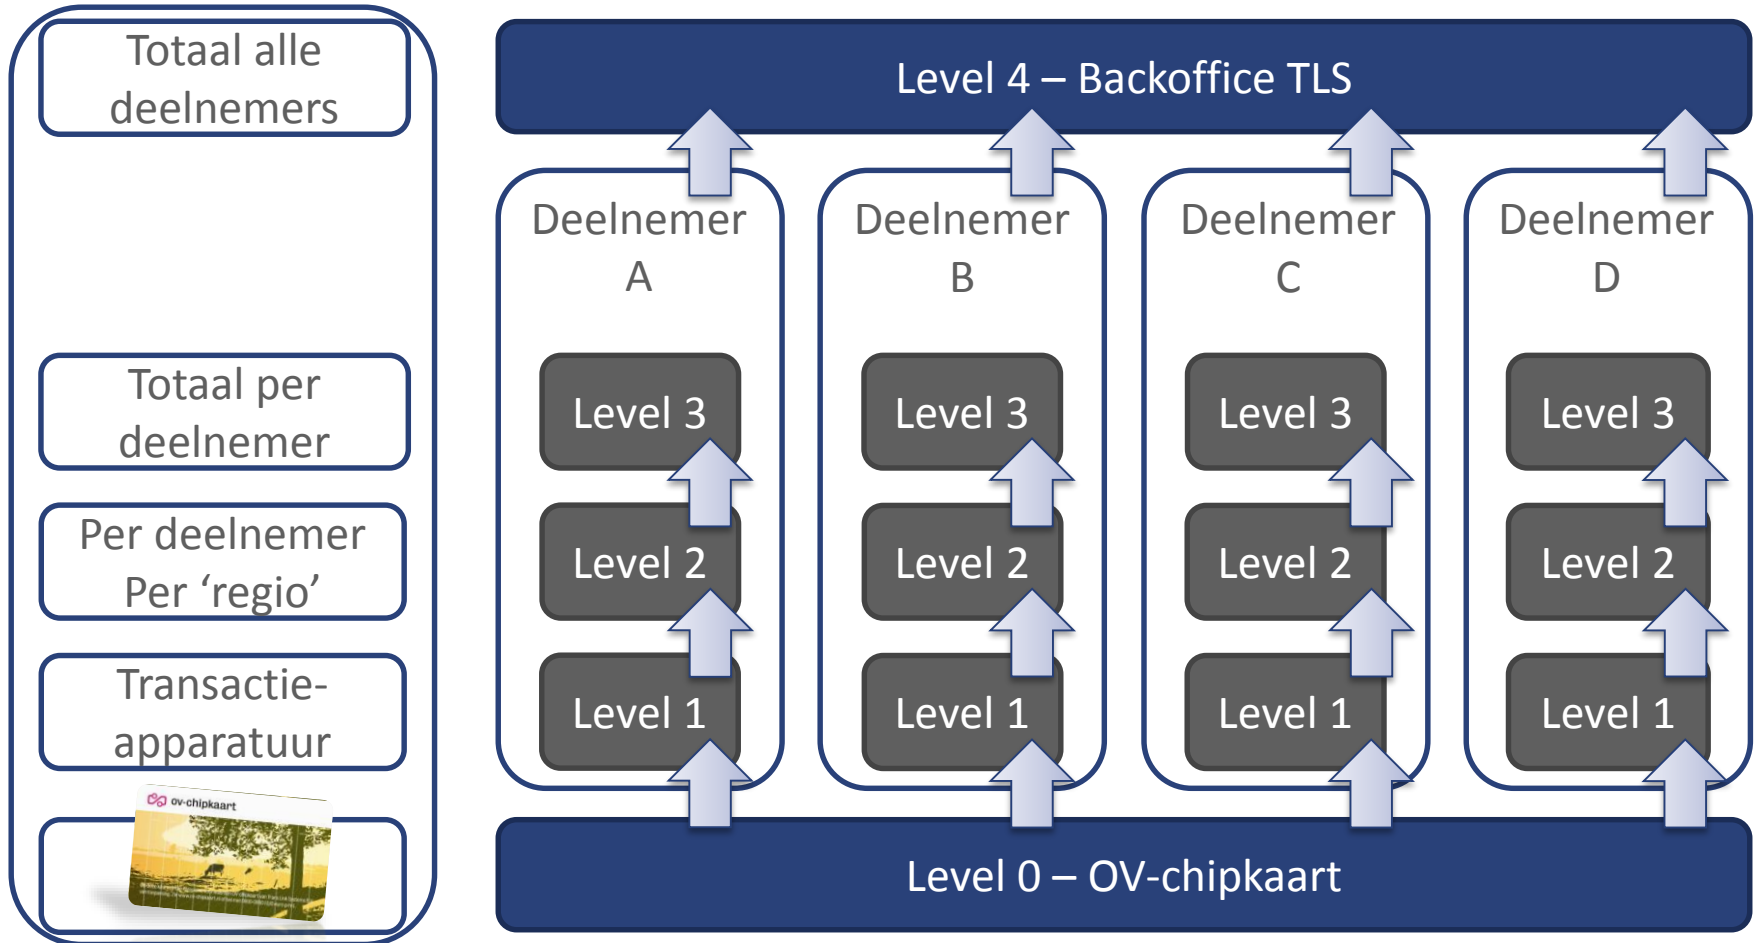 Totaal alle
deelnemers
Level 4 – Backoffice TLS
Deelnemer
A
Deelnemer
B
Deelnemer
C
Deelnemer
D
Totaal per
deelnemer
Level 3
Level 3
Level 3
Level 3
Per deelnemer
Per ‘regio’
Level 2
Level 2
Level 2
Level 2
Transactie-
apparatuur
Level 1
Level 1
Level 1
Level 1
ov-chipkaart
Level 0 – OV-chipkaart